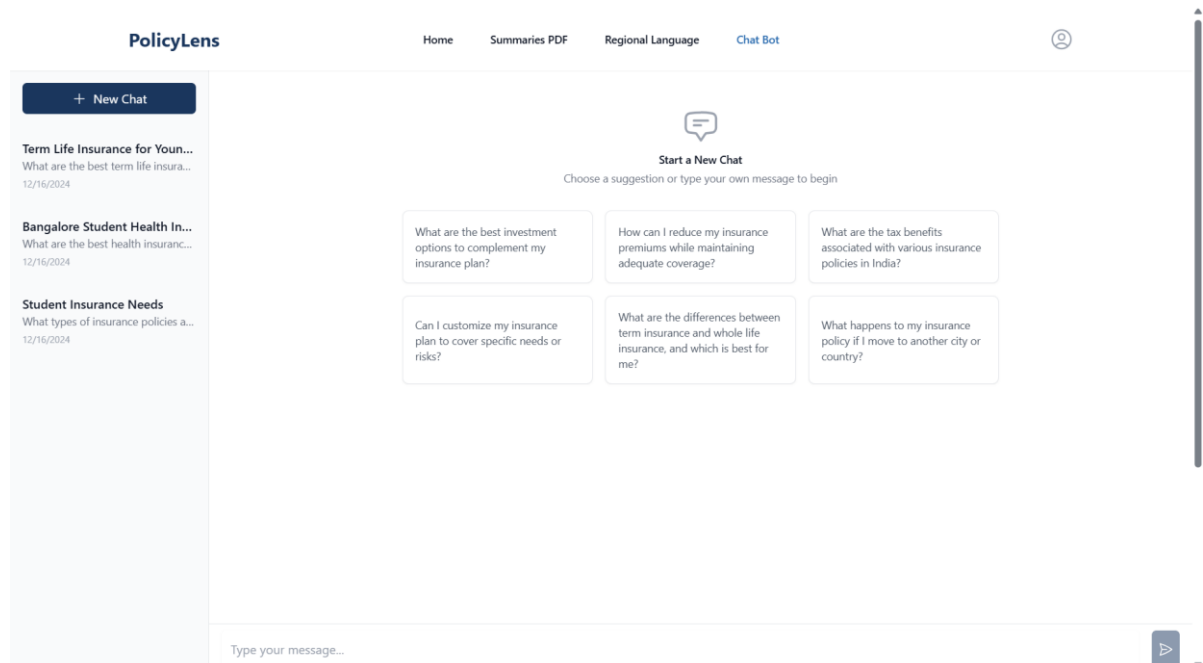 PolicyLens
Home
Summaries PDF
Regional Language
Chat Bot
+ New Chat
Term Life Insurance for Youn...
What are the best term life insura...
12/16/2024
Bangalore Student Health In...
What are the best health insuranc...
12/16/2024
Student Insurance Needs
What types of insurance policies a...
12/16/2024
Start a New Chat
Choose a suggestion or type your own message to begin
What are the best investment
options to complement my
insurance plan?
How can I reduce my insurance
premiums while maintaining
adequate coverage?
What are the tax benefits
associated with various insurance
policies in India?
Can I customize my insurance
plan to cover specific needs or
risks?
What are the differences between
term insurance and whole life
insurance, and which is best for
me?
What happens to my insurance
policy if I move to another city or
country?
Type your message...